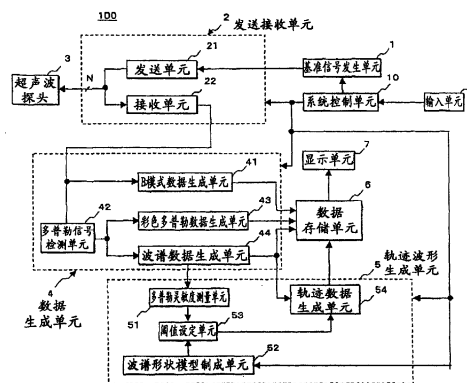 100
2 发送接收单元
3
超声波
探头
N
21
发送单元
22
接收单元
1
基准信号发生单元
10
系统控制单元
输入单元
7
显示单元
41
B模式数据生成单元
6
数据
存储单元
42
多普勒信号
检测单元
43
彩色多普勒数据生成单元
44
波谱数据生成单元
4
数据
生成单元
轨迹波形
生成单元
5
轨迹数据
生成单元
54
多普勒灵敏度测量单元
51
阈值设定单元
53
52
波谱形状模型制成单元